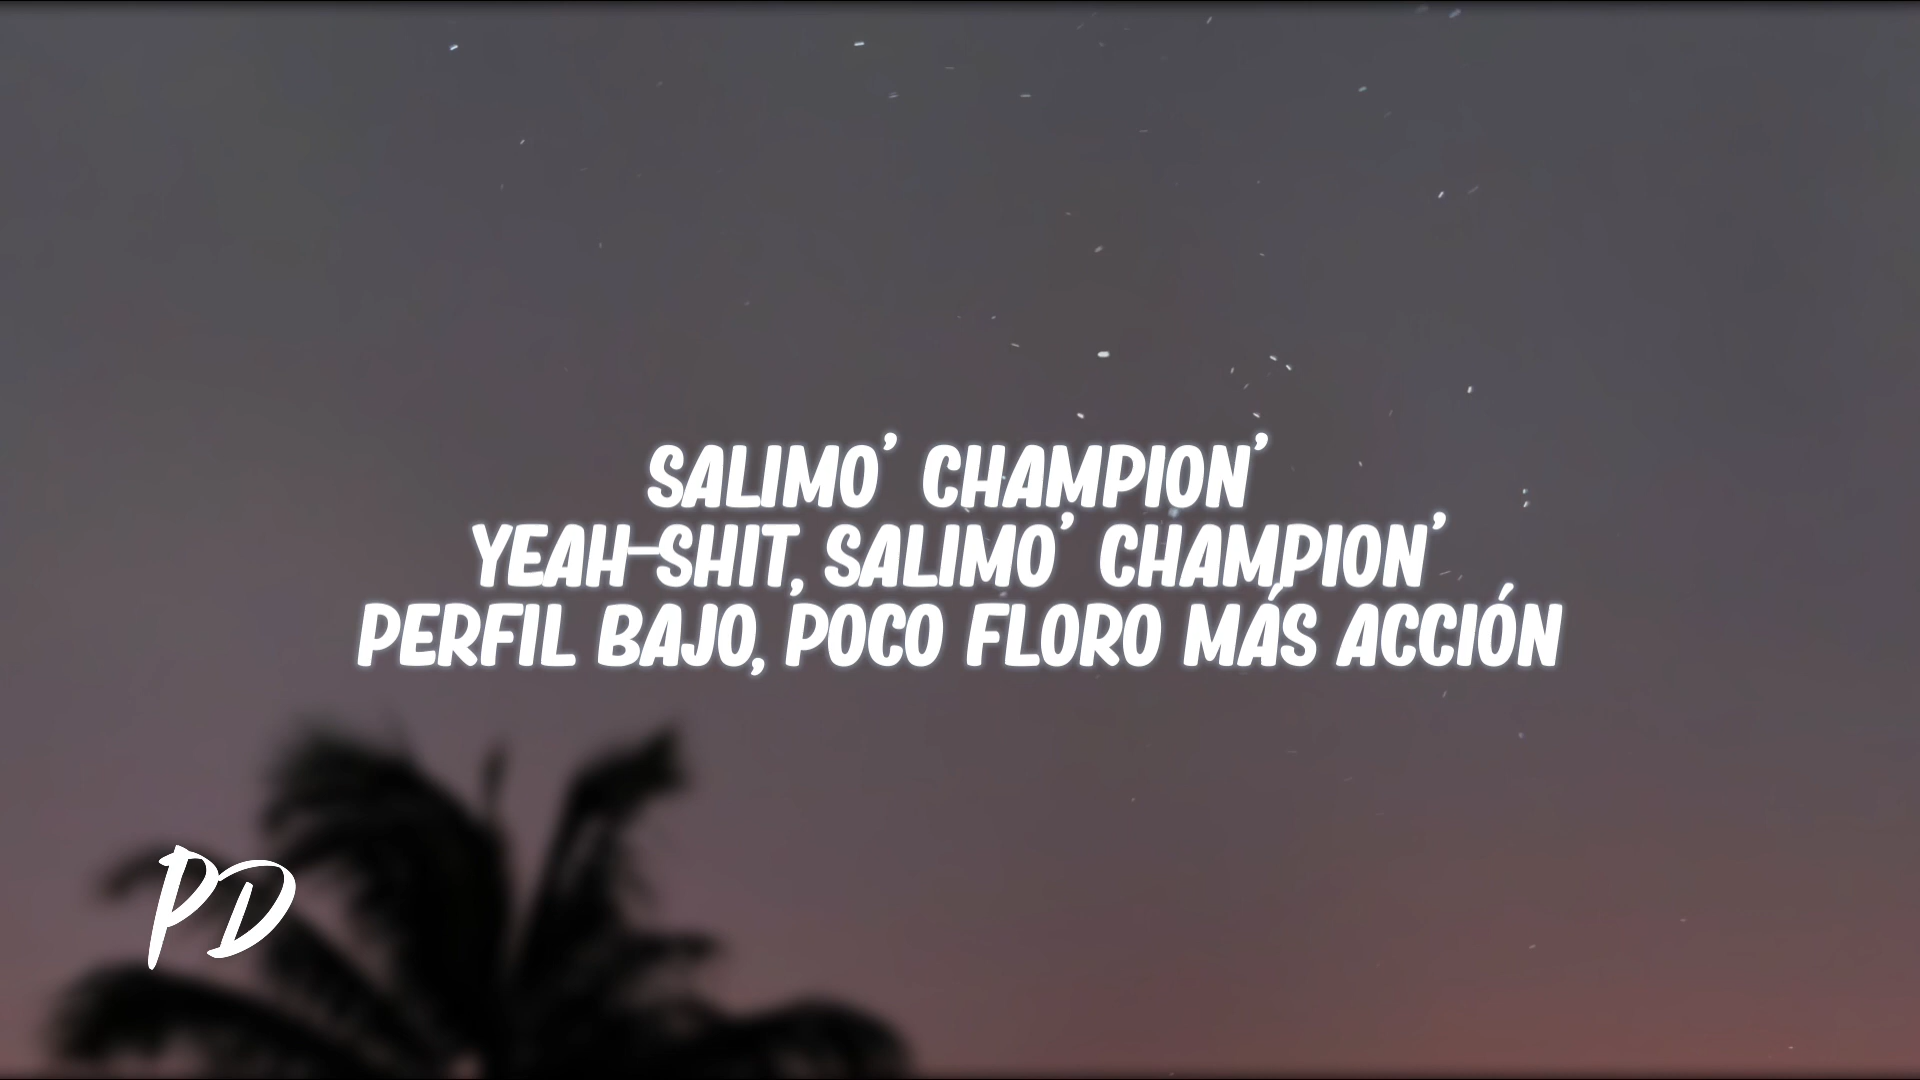 SALIMO' CHAMPION'
YEAH-SHIT, SALIMO' CHAMPION'
PERFIL BAJO, POCO FLORO MÁS ACCIÓN
PD